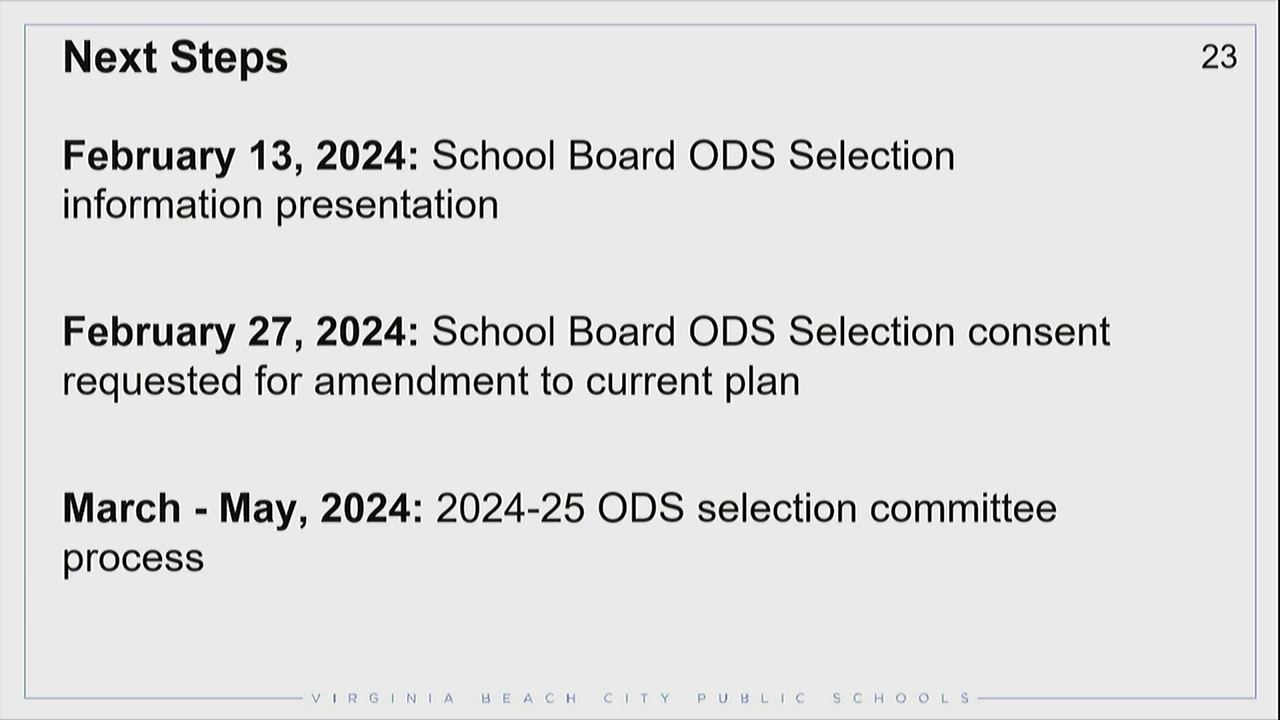 Next Steps
23
February 13, 2024: School Board ODS Selection
information presentation
February 27, 2024: School Board ODS Selection consent
requested for amendment to current plan
March - May, 2024: 2024-25 ODS selection committee
process
VIRGINIA BEACH CITY PUBLIC SCHOOLS